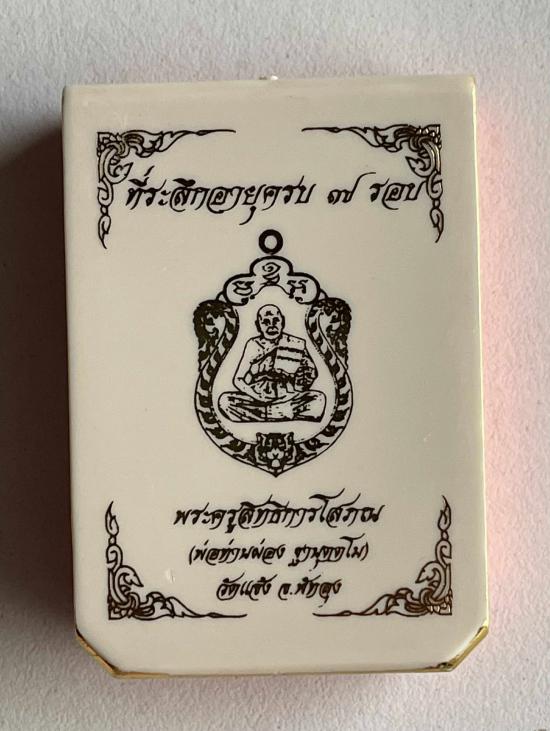 ที่ระลึกอายุครบ ๗ รอบ
พระครูสิทธิการโสภณ
(พ่อท่านผ่อง ฐานุตฺตโม)
วัดแจ้ง จ.พัทลุง